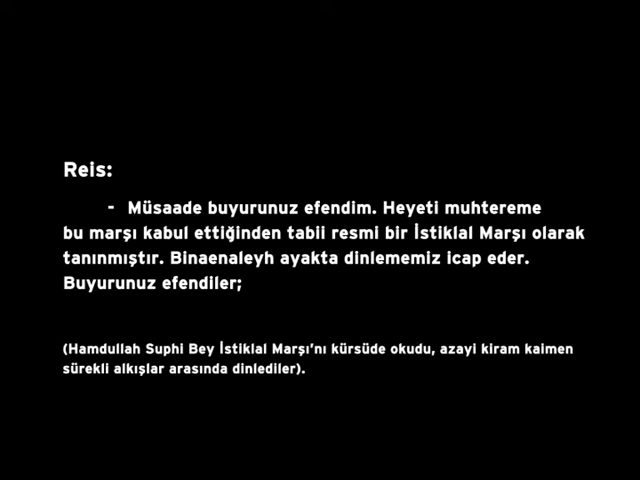 Reis:
- Müsaade buyurunuz efendim. Heyeti muhtereme
bu marşı kabul ettiğinden tabii resmi bir İstiklal Marşı olarak
tanınmıştır. Binaenaleyh ayakta dinlememiz icap eder.
Buyurunuz efendiler;
(Hamdullah Suphi Bey İstiklal Marşı'nı kürsüde okudu, azayi kiram kaimen
sürekli alkışlar arasında dinlediler).